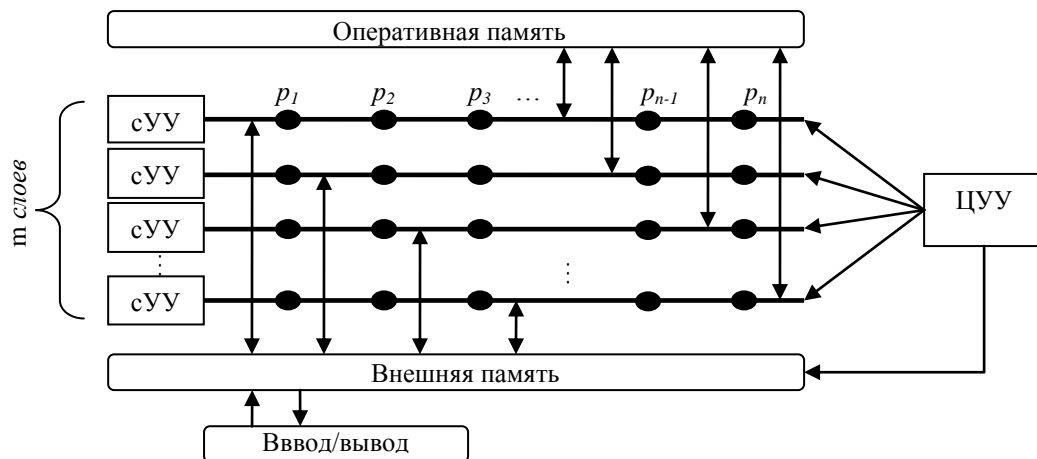 Оперативная память
p1 p2 p3 ... pn-1 pn
m слоев
сУУ
сУУ
сУУ
сУУ
ЦУУ
Внешняя память
Вввод/вывод